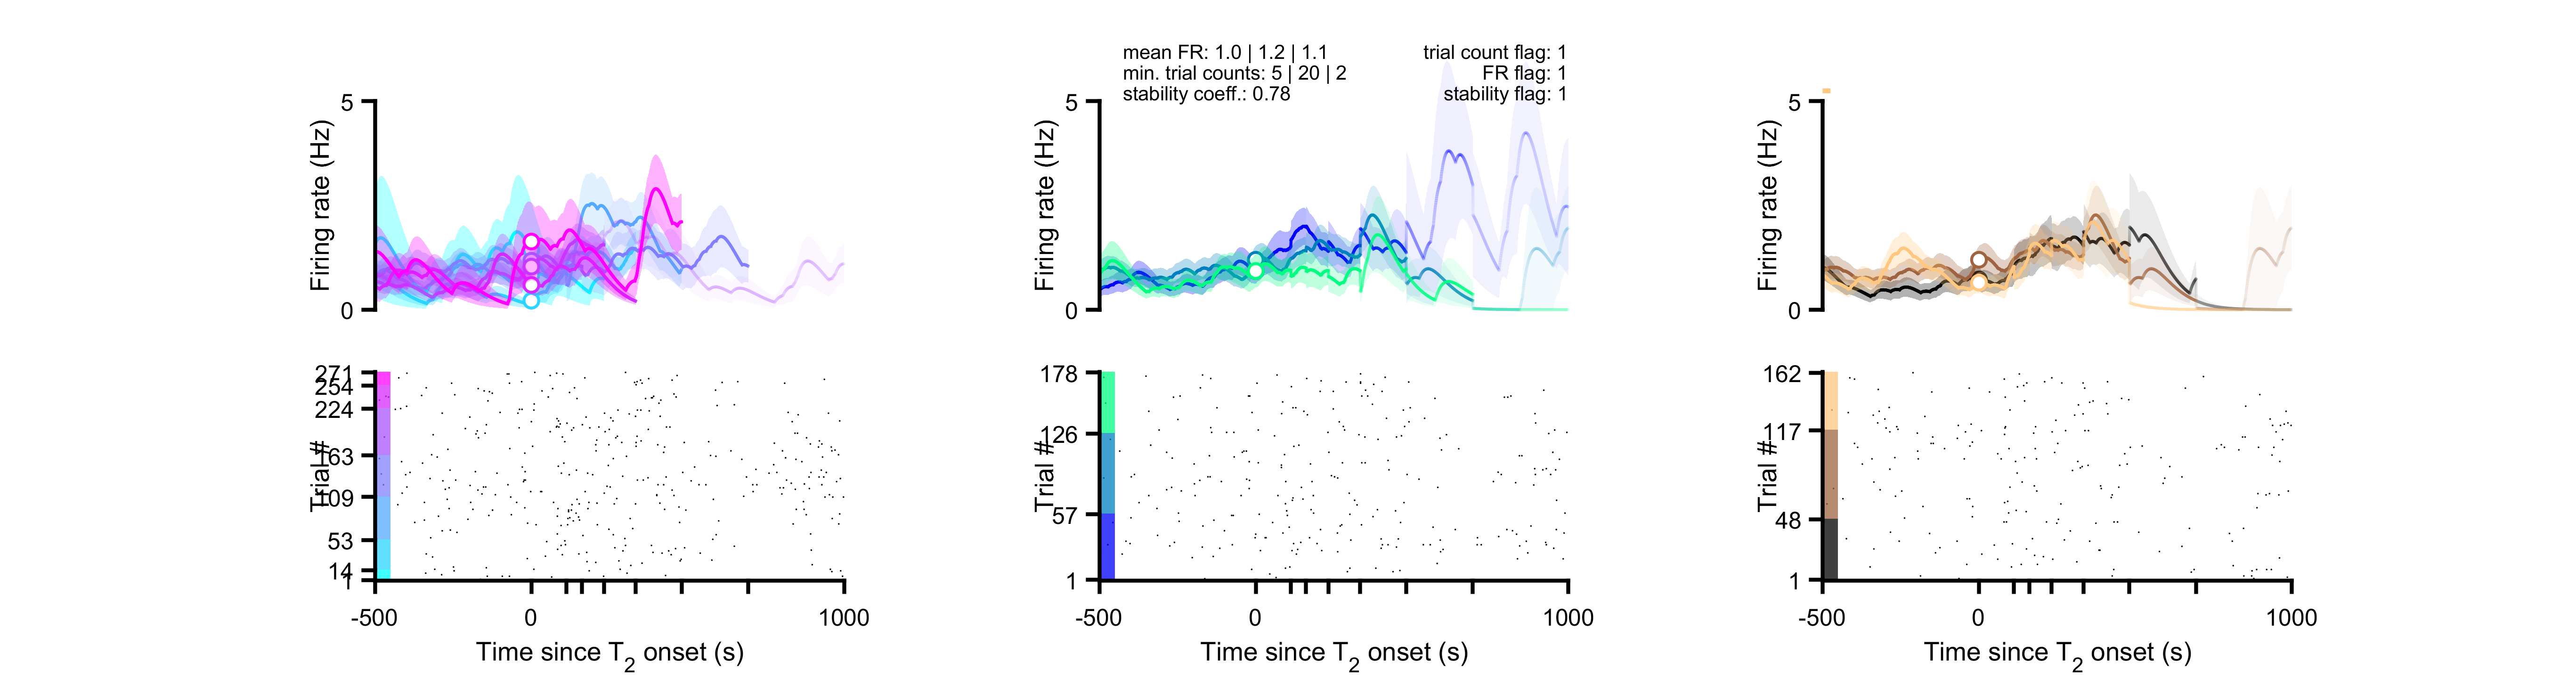 mean FR: 1.0 | 1.2 | 1.1
min. trial counts: 5 | 20 | 2
stability coeff.: 0.78
trial count flag: 1
FR flag: 1
stability flag: 1
5
0
Firing rate (Hz)
5
0
Firing rate (Hz)
5
0
Firing rate (Hz)
271
254
224
163
109
53
14
1
Trial #
-500
0
1000
Time since T2 onset (s)
178
126
57
1
Trial #
-500
0
1000
Time since T2 onset (s)
162
117
48
1
Trial #
-500
0
1000
Time since T2 onset (s)